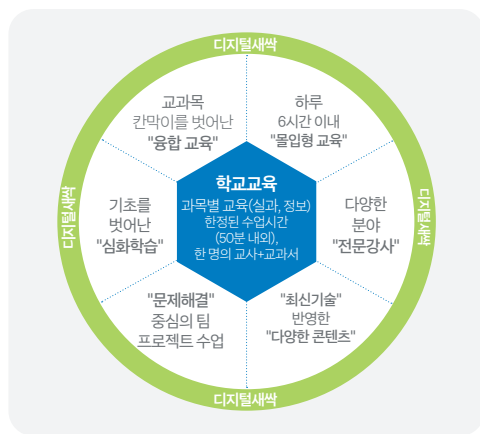 디지털새싹
교과목
칸막이를 벗어난
"융합 교육"
하루
6시간 이내
"몰입형 교육"
디지털새싹
기초를
벗어난
"심화학습"
학교교육
과목별 교육(실과, 정보)
한정된 수업시간
(50분 내외),
한 명의 교사+교과서
다양한
분야
"전문강사"
디지털새싹
"문제해결"
중심의 팀
프로젝트 수업
"최신기술"
반영한
"다양한 콘텐츠"
디지털새싹